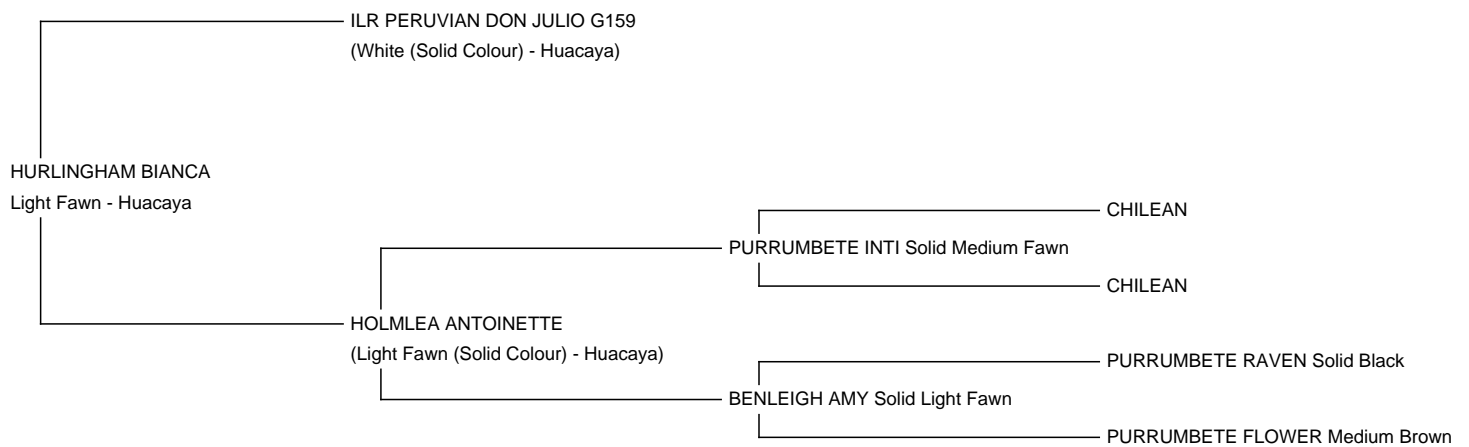 ILR PERUVIAN DON JULIO G159
(White (Solid Colour) - Huacaya)
HURLINGHAM BIANCA
Light Fawn - Huacaya
CHILEAN
PURRUMBETE INTI Solid Medium Fawn
CHILEAN
HOLMLEA ANTOINETTE
(Light Fawn (Solid Colour) - Huacaya)
PURRUMBETE RAVEN Solid Black
BENLEIGH AMY Solid Light Fawn
PURRUMBETE FLOWER Medium Brown